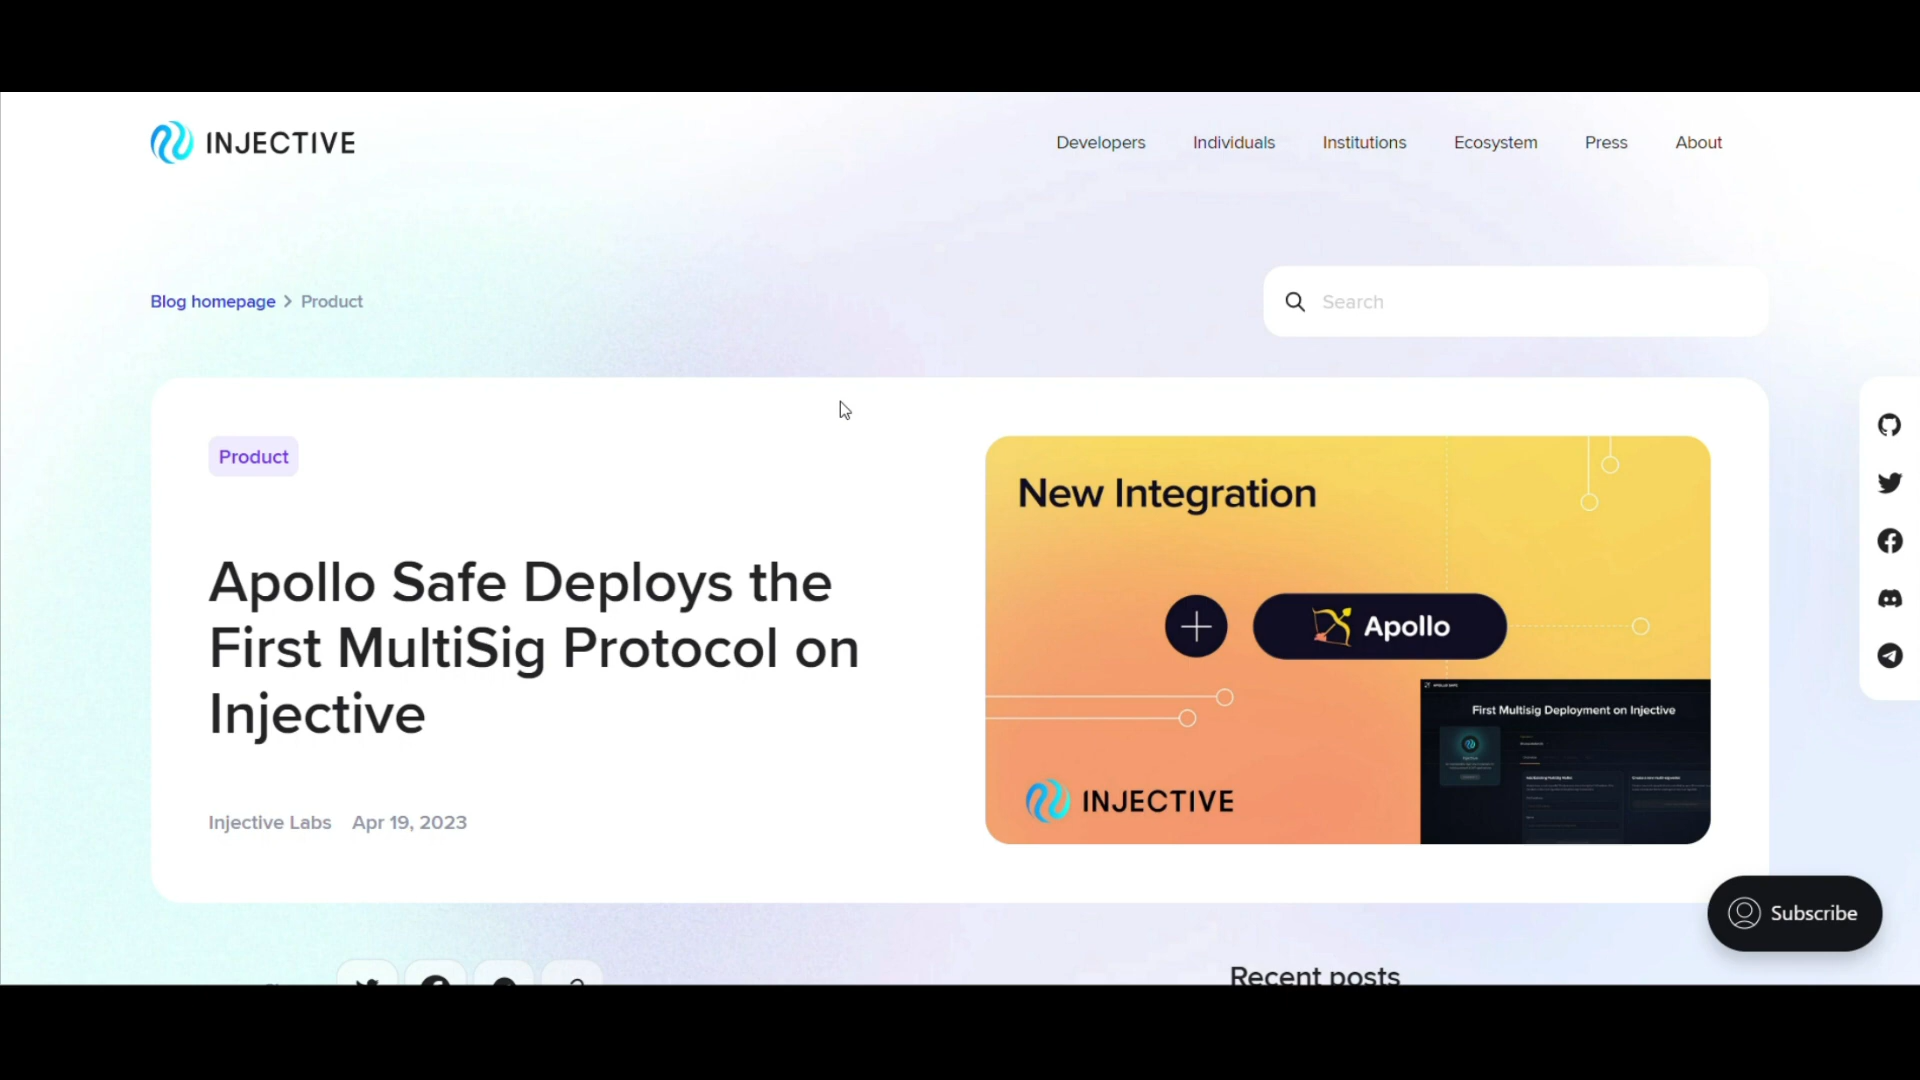 INJECTIVE
Developers Individuals Institutions Ecosystem Press About
Blog homepage > Product
Search
Product
Apollo Safe Deploys the
First MultiSig Protocol on
Injective
Injective Labs Apr 19, 2023
New Integration
Apollo
APOLLO SAFE
First Multisig Deployment on Injective
INJECTIVE
Subscribe
Recent posts